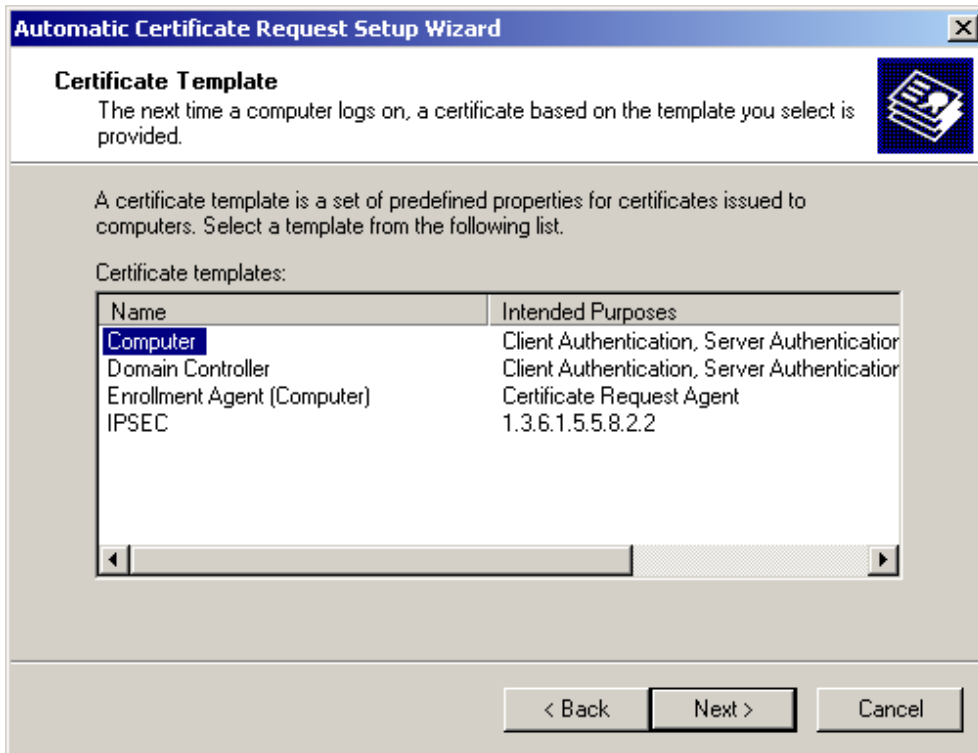 Automatic Certificate Request Setup Wizard
Certificate Template
The next time a computer logs on, a certificate based on the template you select is
provided.
A certificate template is a set of predefined properties for certificates issued to
computers. Select a template from the following list.
Certificate templates:
Name Intended Purposes
Computer Client Authentication, Server Authentication
Domain Controller Client Authentication, Server Authentication
Enrollment Agent (Computer) Certificate Request Agent
IPSEC 1.3.6.1.5.5.8.2.2
< Back Next > Cancel